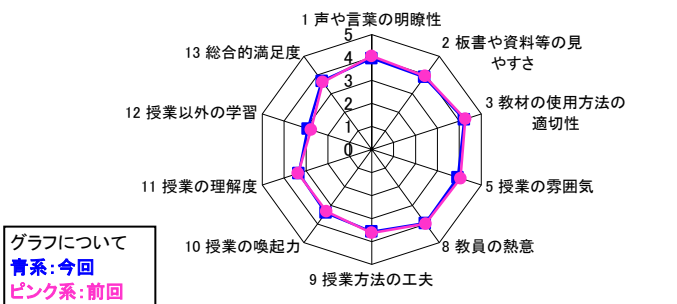 1 声や言葉の明瞭性
2 板書や資料等の見
やすさ
3 教材の使用方法の
適切性
5 授業の雰囲気
8 教員の熱意
9 授業方法の工夫
10 授業の喚起力
11 授業の理解度
12 授業以外の学習
13 総合的満足度
5
4
3
2
1
0
グラフについて
青系:今回
ピンク系:前回